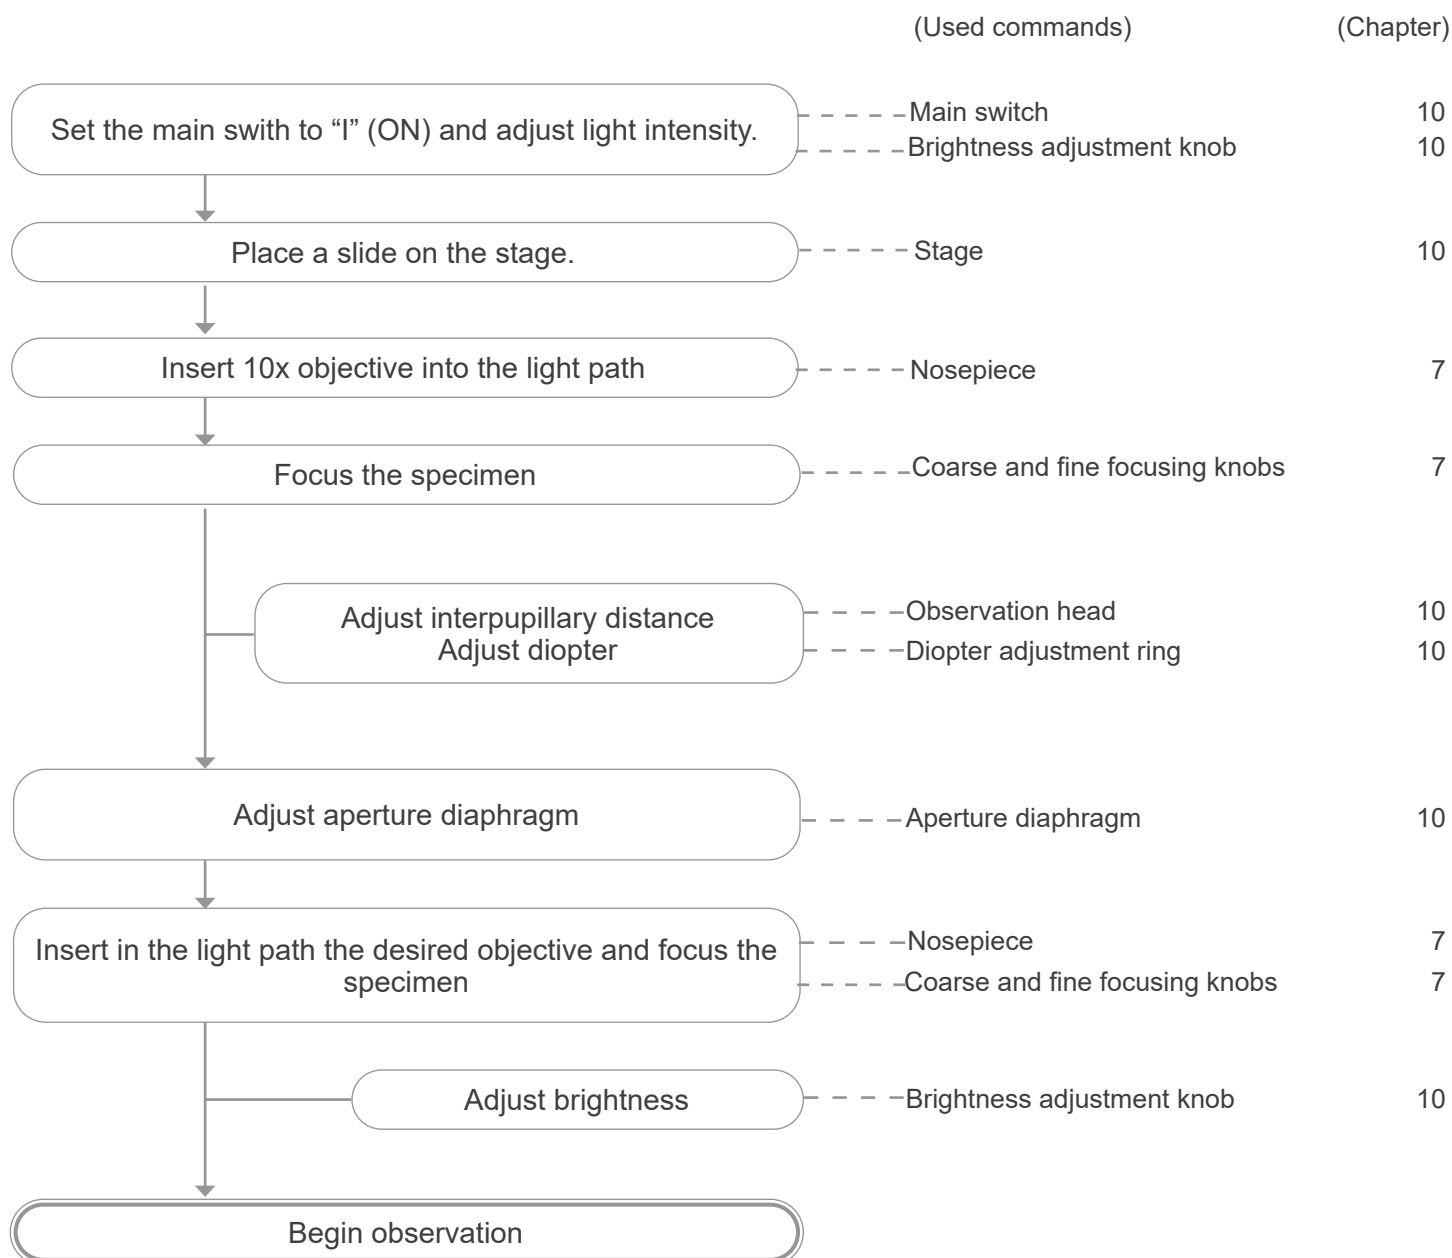 (Used commands) (Chapter)
Set the main swith to “I” (ON) and adjust light intensity.
Main switch 10
Brightness adjustment knob 10
Place a slide on the stage.
Stage 10
Insert 10x objective into the light path
Nosepiece 7
Focus the specimen
Coarse and fine focusing knobs 7
Adjust interpupillary distance
Adjust diopter
Observation head 10
Diopter adjustment ring 10
Adjust aperture diaphragm
Aperture diaphragm 10
Insert in the light path the desired objective and focus the
specimen
Nosepiece 7
Coarse and fine focusing knobs 7
Adjust brightness
Brightness adjustment knob 10
Begin observation